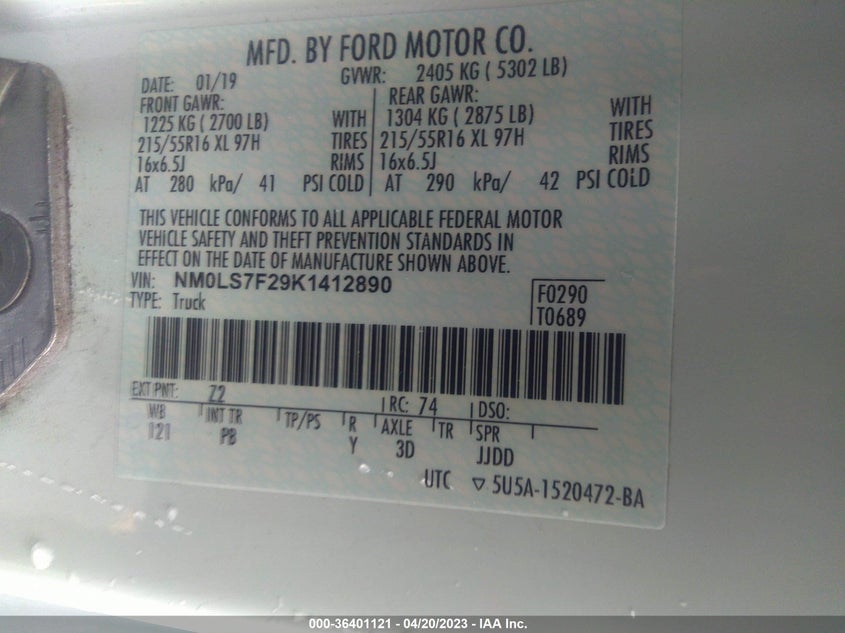 MFD. BY FORD MOTOR CO.
DATE: 01/19 GVWR: 2405 KG ( 5302 LB)
FRONT GAWR: REAR GAWR:
1225 KG ( 2700 LB) WITH 1304 KG ( 2875 LB) WITH
215/55R16 XL 97H TIRES 215/55R16 XL 97H TIRES
16x6.5J RIMS 16x6.5J RIMS
AT 280 kPa/ 41 PSI COLD AT 290 kPa/ 42 PSI COLD
THIS VEHICLE CONFORMS TO ALL APPLICABLE FEDERAL MOTOR
VEHICLE SAFETY AND THEFT PREVENTION STANDARDS IN
EFFECT ON THE DATE OF MANUFACTURE SHOWN ABOVE.
VIN: NM0LS7F29K1412890 F0290
TYPE: Truck T0689
EXT PNT: Z2 RC: 74 DSO:
WB INT TR TP/PS R AXLE TR SPR
121 PB Y 3D JJDD
UTC ▽ 5U5A-1520472-BA
000-36401121 - 04/20/2023 - IAA Inc.